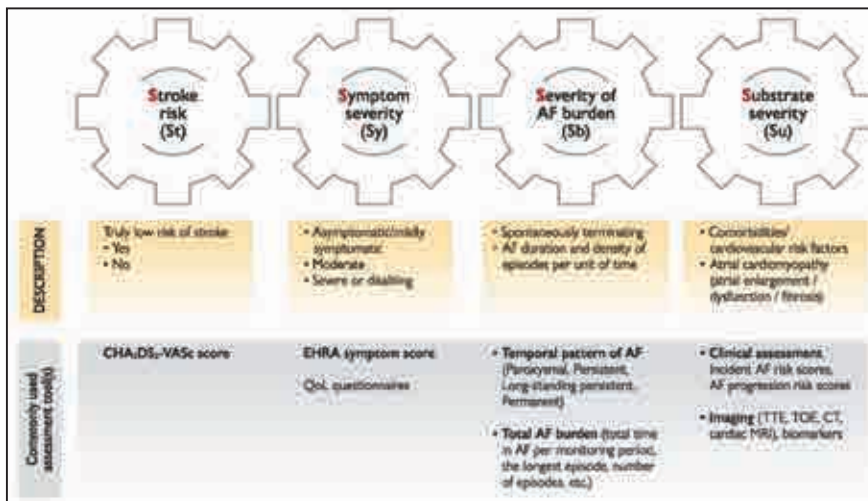 Stroke
risk
(St)
Symptom
severity
(Sy)
Severity of
AF burden
(Sb)
Substrate
severity
(Su)
DESCRIPTION
Truly low risk of stroke
• Yes
• No
• Asymptomatic/mildly
symptomatic
• Moderate
• Severe or disabling
• Spontaneously terminating
• AF duration and density of
episodes per unit of time
• Comorbidities/
cardiovascular risk factors
• Atrial cardiomyopathy
(atrial enlargement /
dysfunction / fibrosis)
Commonly used
assessment tool(s)
CHA₂DS₂-VASc score
EHRA symptom score
QoL questionnaires
• Temporal pattern of AF
(Paroxysmal, Persistent,
Long-standing persistent,
Permanent)
• Total AF burden (total time
in AF per monitoring period,
the longest episode, number
of episodes, etc.)
• Clinical assessment
Incident AF risk scores,
AF progression risk scores
• Imaging (TTE, TOE, CT,
cardiac MRI), biomarkers